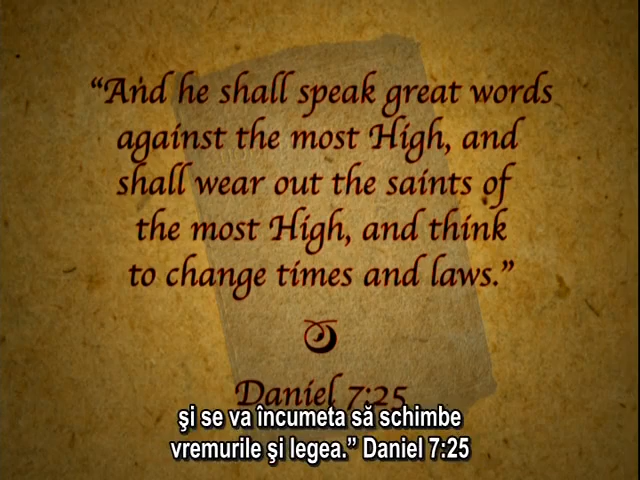 “And he shall speak great words
against the most High, and
shall wear out the saints of
the most High, and think
to change times and laws.”
Daniel 7:25
şi se va încumeta să schimbe
vremurile şi legea.” Daniel 7:25